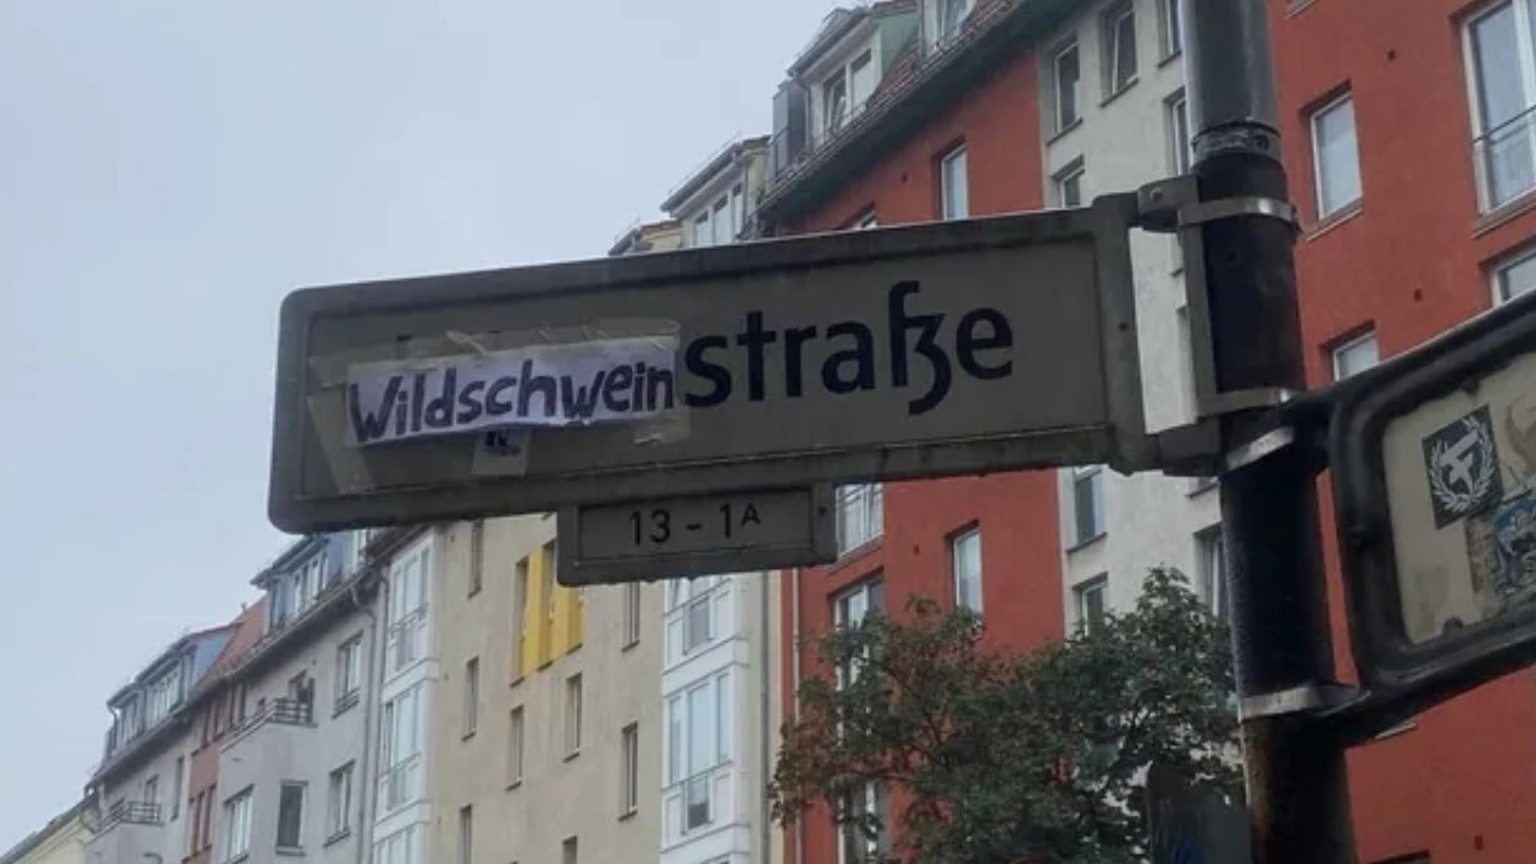 Wildschweinstraße
13 - 1A